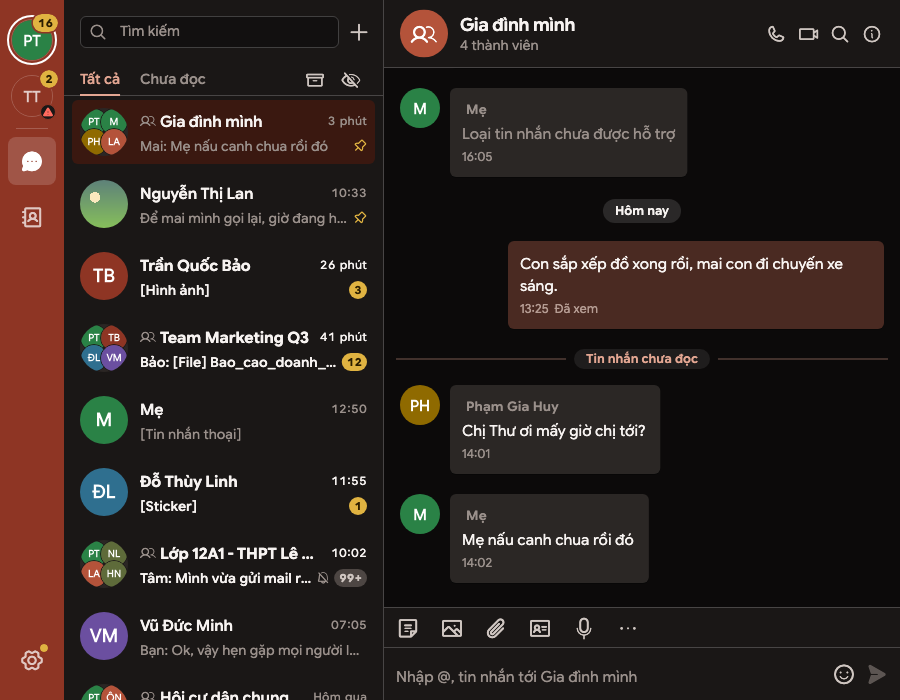 PT
16
TT
2
Tìm kiếm
Tất cả
Chưa đọc
PT M PH LA
Gia đình mình
3 phút
Mai: Mẹ nấu canh chua rồi đó
Nguyễn Thị Lan
10:33
Để mai mình gọi lại, giờ đang h...
TB
Trần Quốc Bảo
26 phút
[Hình ảnh]
3
PT TB ĐL VM
Team Marketing Q3
41 phút
Bảo: [File] Bao_cao_doanh_...
12
M
Mẹ
12:50
[Tin nhắn thoại]
ĐL
Đỗ Thùy Linh
11:55
[Sticker]
1
PT NL LA HN
Lớp 12A1 - THPT Lê ...
10:02
Tâm: Mình vừa gửi mail r...
99+
VM
Vũ Đức Minh
07:05
Bạn: Ok, vậy hẹn gặp mọi người l...
PT ÔN
Hội cư dân chung
Hôm qua
Gia đình mình
4 thành viên
M
Mẹ
Loại tin nhắn chưa được hỗ trợ
16:05
Hôm nay
Con sắp xếp đồ xong rồi, mai con đi chuyến xe
sáng.
13:25 Đã xem
Tin nhắn chưa đọc
PH
Phạm Gia Huy
Chị Thư ơi mấy giờ chị tới?
14:01
M
Mẹ
Mẹ nấu canh chua rồi đó
14:02
Nhập @, tin nhắn tới Gia đình mình